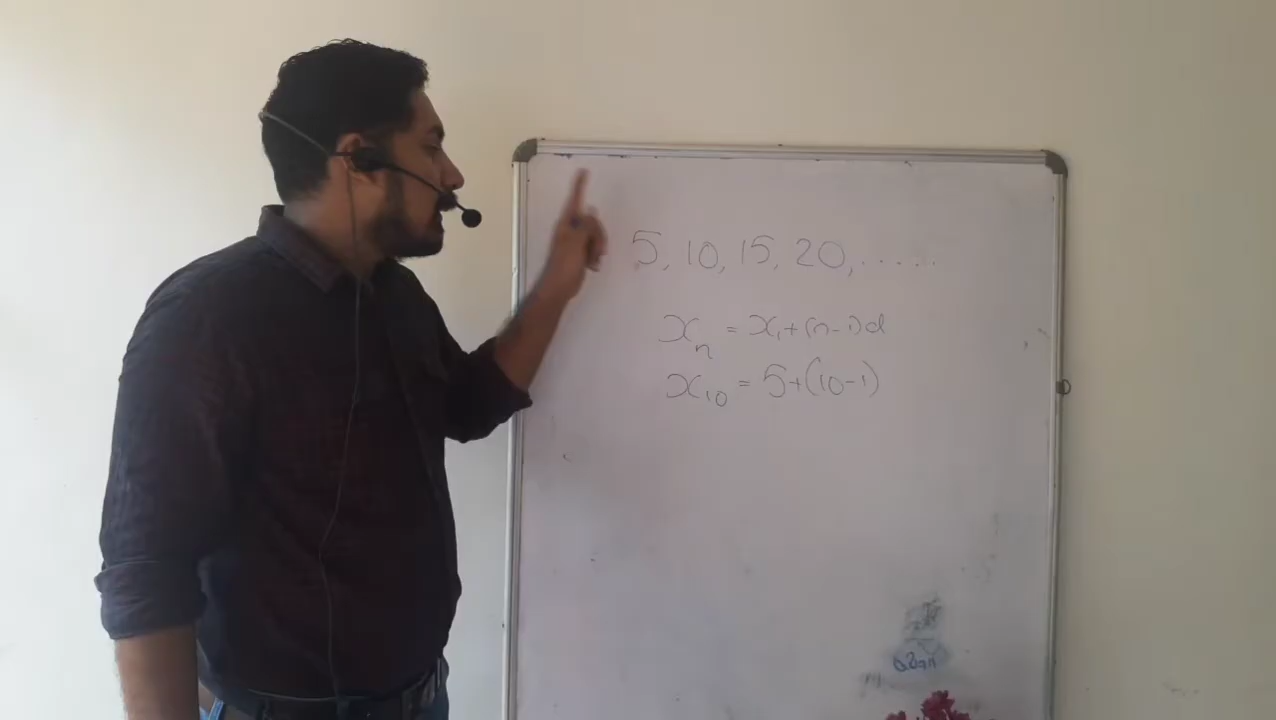 5, 10, 15, 20, .....
xₙ = x₁+(n-1)d
x₁₀ = 5+(10-1)